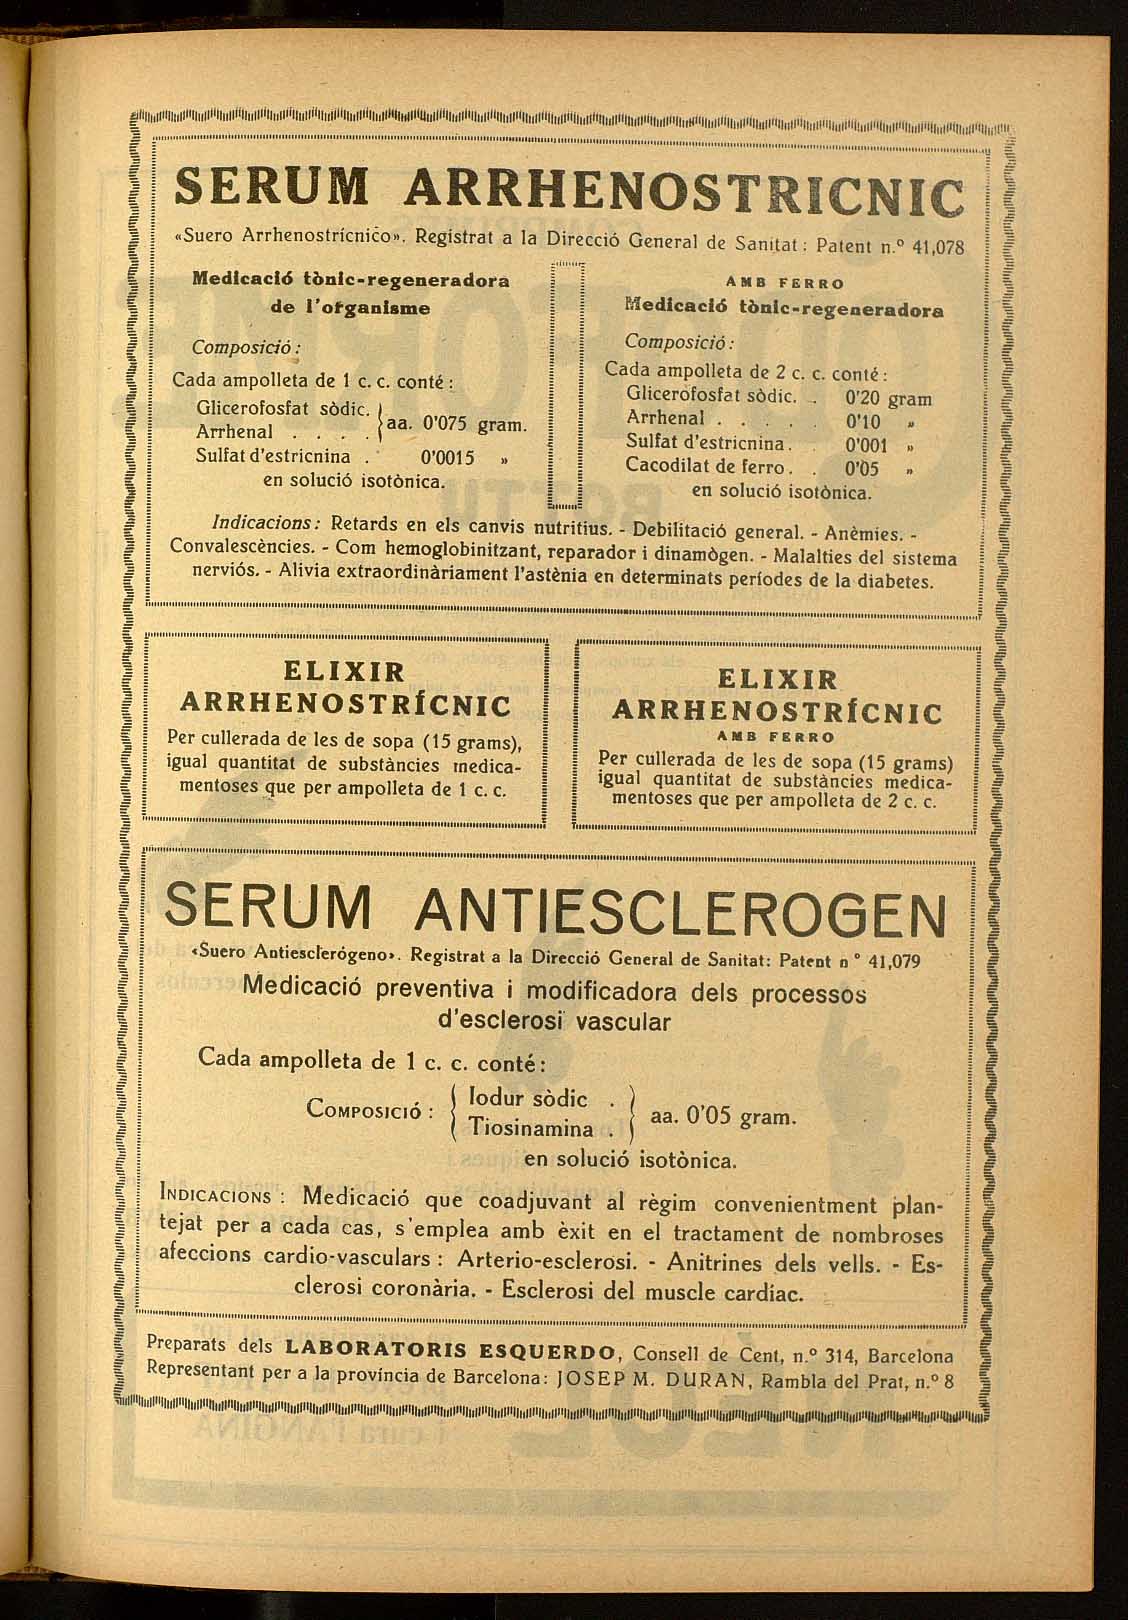 SERUM ARRHENOSTRICNIC
«Suero Arrhenostrícnico». Registrat a la Direcció General de Sanitat: Patent n.º 41,078
Medicació tònic-regeneradora
de l'organisme
Composició:
Cada ampolleta de 1 c. c. conté:
Glicerofosfat sòdic.
Arrhenal . . . . } aa. 0'075 gram.
Sulfat d'estricnina . 0'0015 »
en solució isotònica.
AMB FERRO
Medicació tònic-regeneradora
Composició:
Cada ampolleta de 2 c. c. conté:
Glicerofosfat sòdic. . 0'20 gram
Arrhenal . . . . . 0'10 »
Sulfat d'estricnina. . 0'001 »
Cacodilat de ferro. . 0'05 »
en solució isotònica.
Indicacions: Retards en els canvis nutritius. - Debilitació general. - Anèmies. -
Convalescències. - Com hemoglobinitzant, reparador i dinamògen. - Malalties del sistema
nerviós. - Alivia extraordinàriament l'astènia en determinats períodes de la diabetes.
ELIXIR
ARRHENOSTRÍCNIC
Per cullerada de les de sopa (15 grams),
igual quantitat de substàncies medica-
mentoses que per ampolleta de 1 c. c.
ELIXIR
ARRHENOSTRÍCNIC
AMB FERRO
Per cullerada de les de sopa (15 grams)
igual quantitat de substàncies medica-
mentoses que per ampolleta de 2 c. c.
SERUM ANTIESCLEROGEN
«Suero Antiesclerógeno». Registrat a la Direcció General de Sanitat: Patent nº 41,079
Medicació preventiva i modificadora dels processos
d'esclerosi vascular
Cada ampolleta de 1 c. c. conté:
COMPOSICIÓ: { Iodur sòdic .
Tiosinamina . } aa. 0'05 gram.
en solució isotònica.
INDICACIONS: Medicació que coadjuvant al règim convenientment plan-
tejat per a cada cas, s'emplea amb èxit en el tractament de nombroses
afeccions cardio-vasculars: Arterio-esclerosi. - Anitrines dels vells. - Es-
clerosi coronària. - Esclerosi del muscle cardíac.
Preparats dels LABORATORIS ESQUERDO, Consell de Cent, n.º 314, Barcelona
Representant per a la província de Barcelona: JOSEP M. DURAN, Rambla del Prat, n.º 8